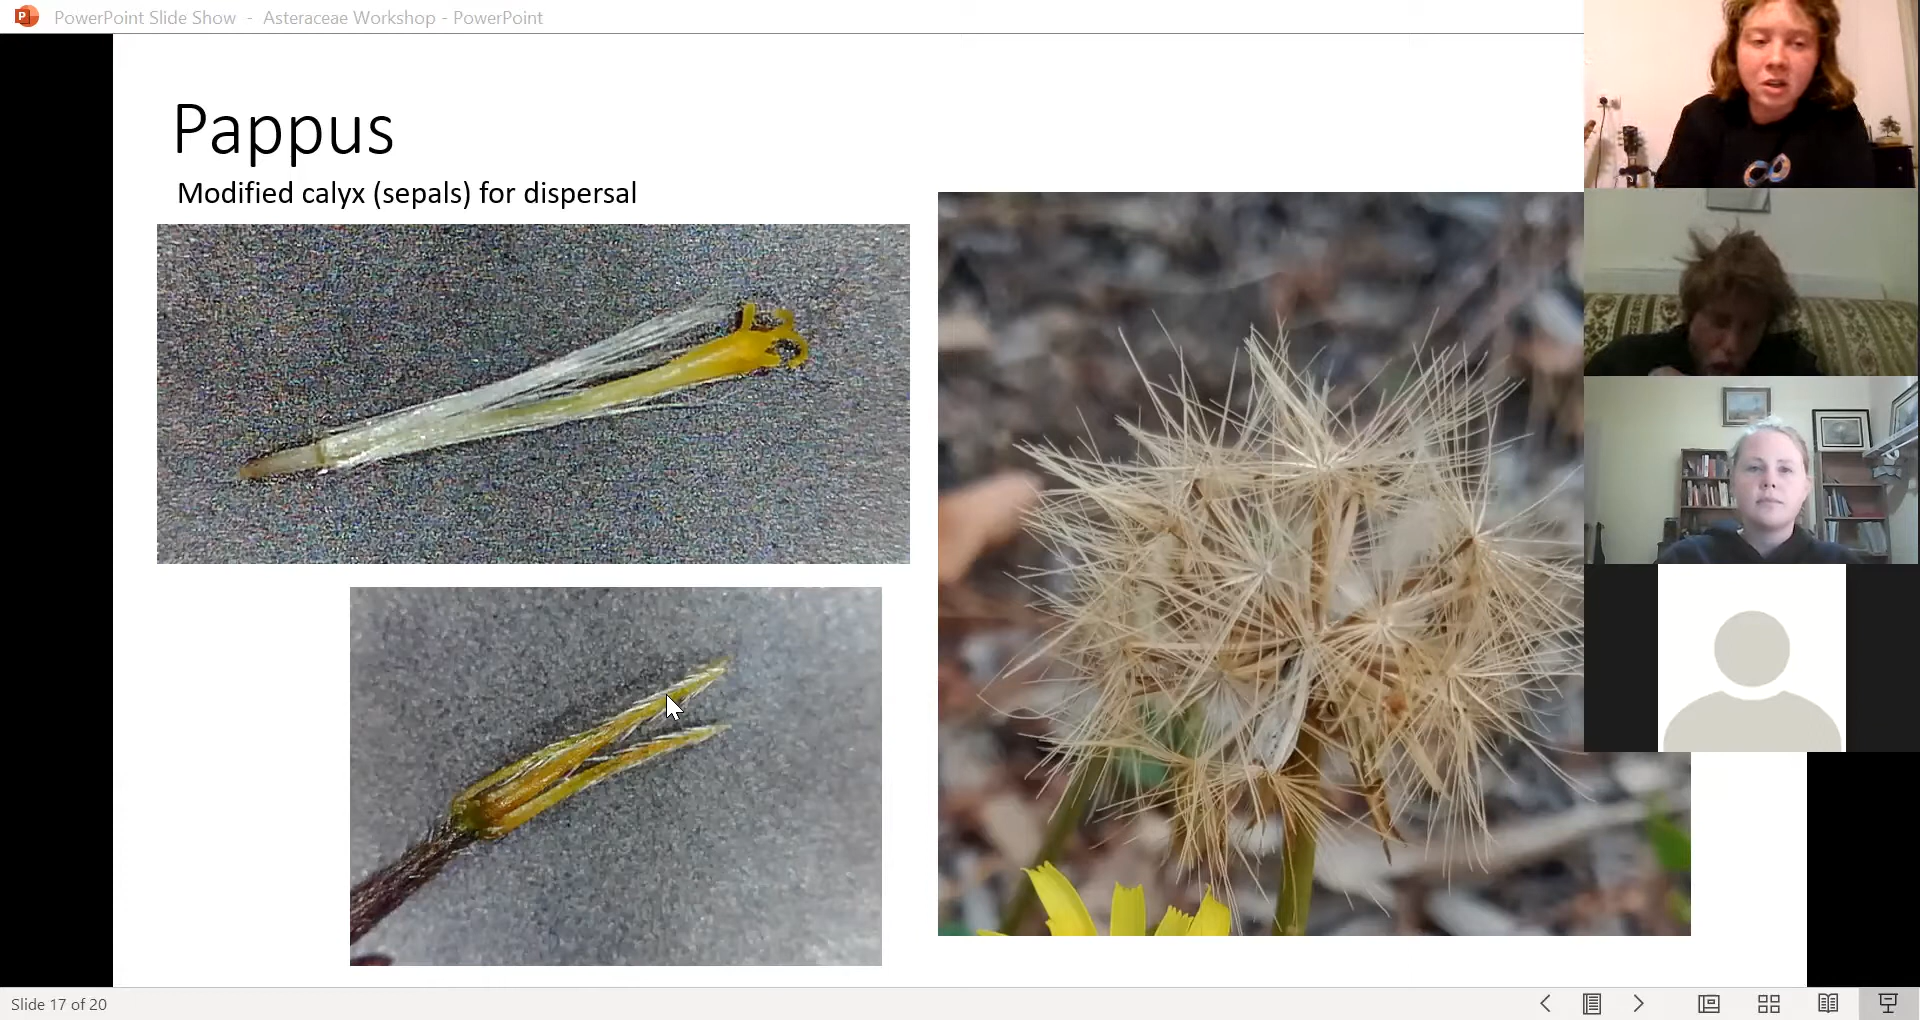 PowerPoint Slide Show - Asteraceae Workshop - PowerPoint
Pappus
Modified calyx (sepals) for dispersal
Slide 17 of 20